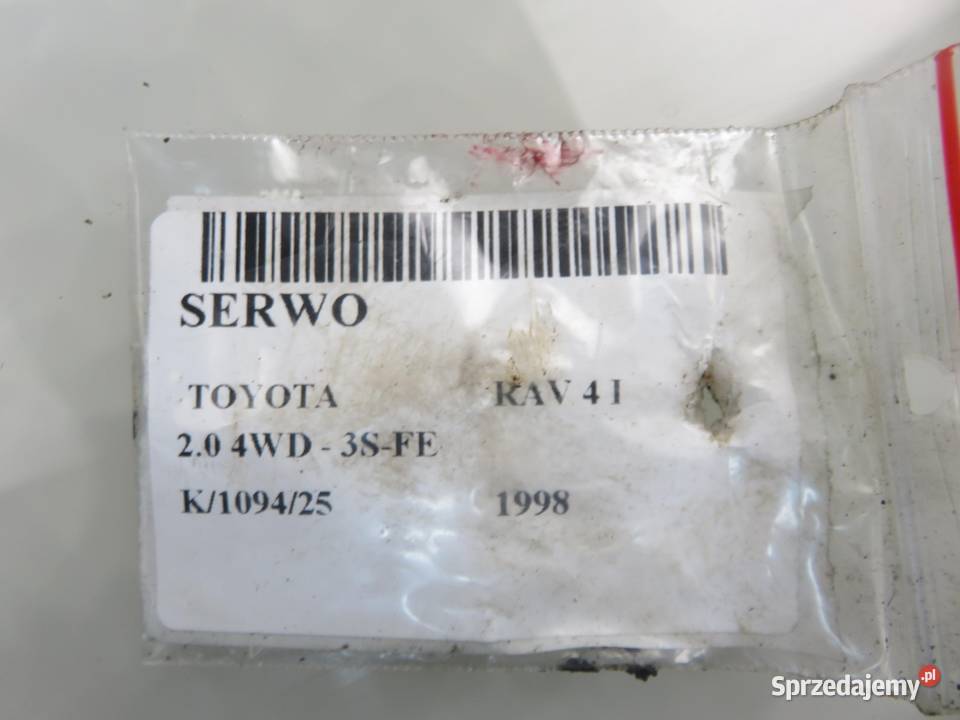 SERWO
TOYOTA RAV 4 I
2.0 4WD - 3S-FE
K/1094/25 1998
Sprzedajemy.pl